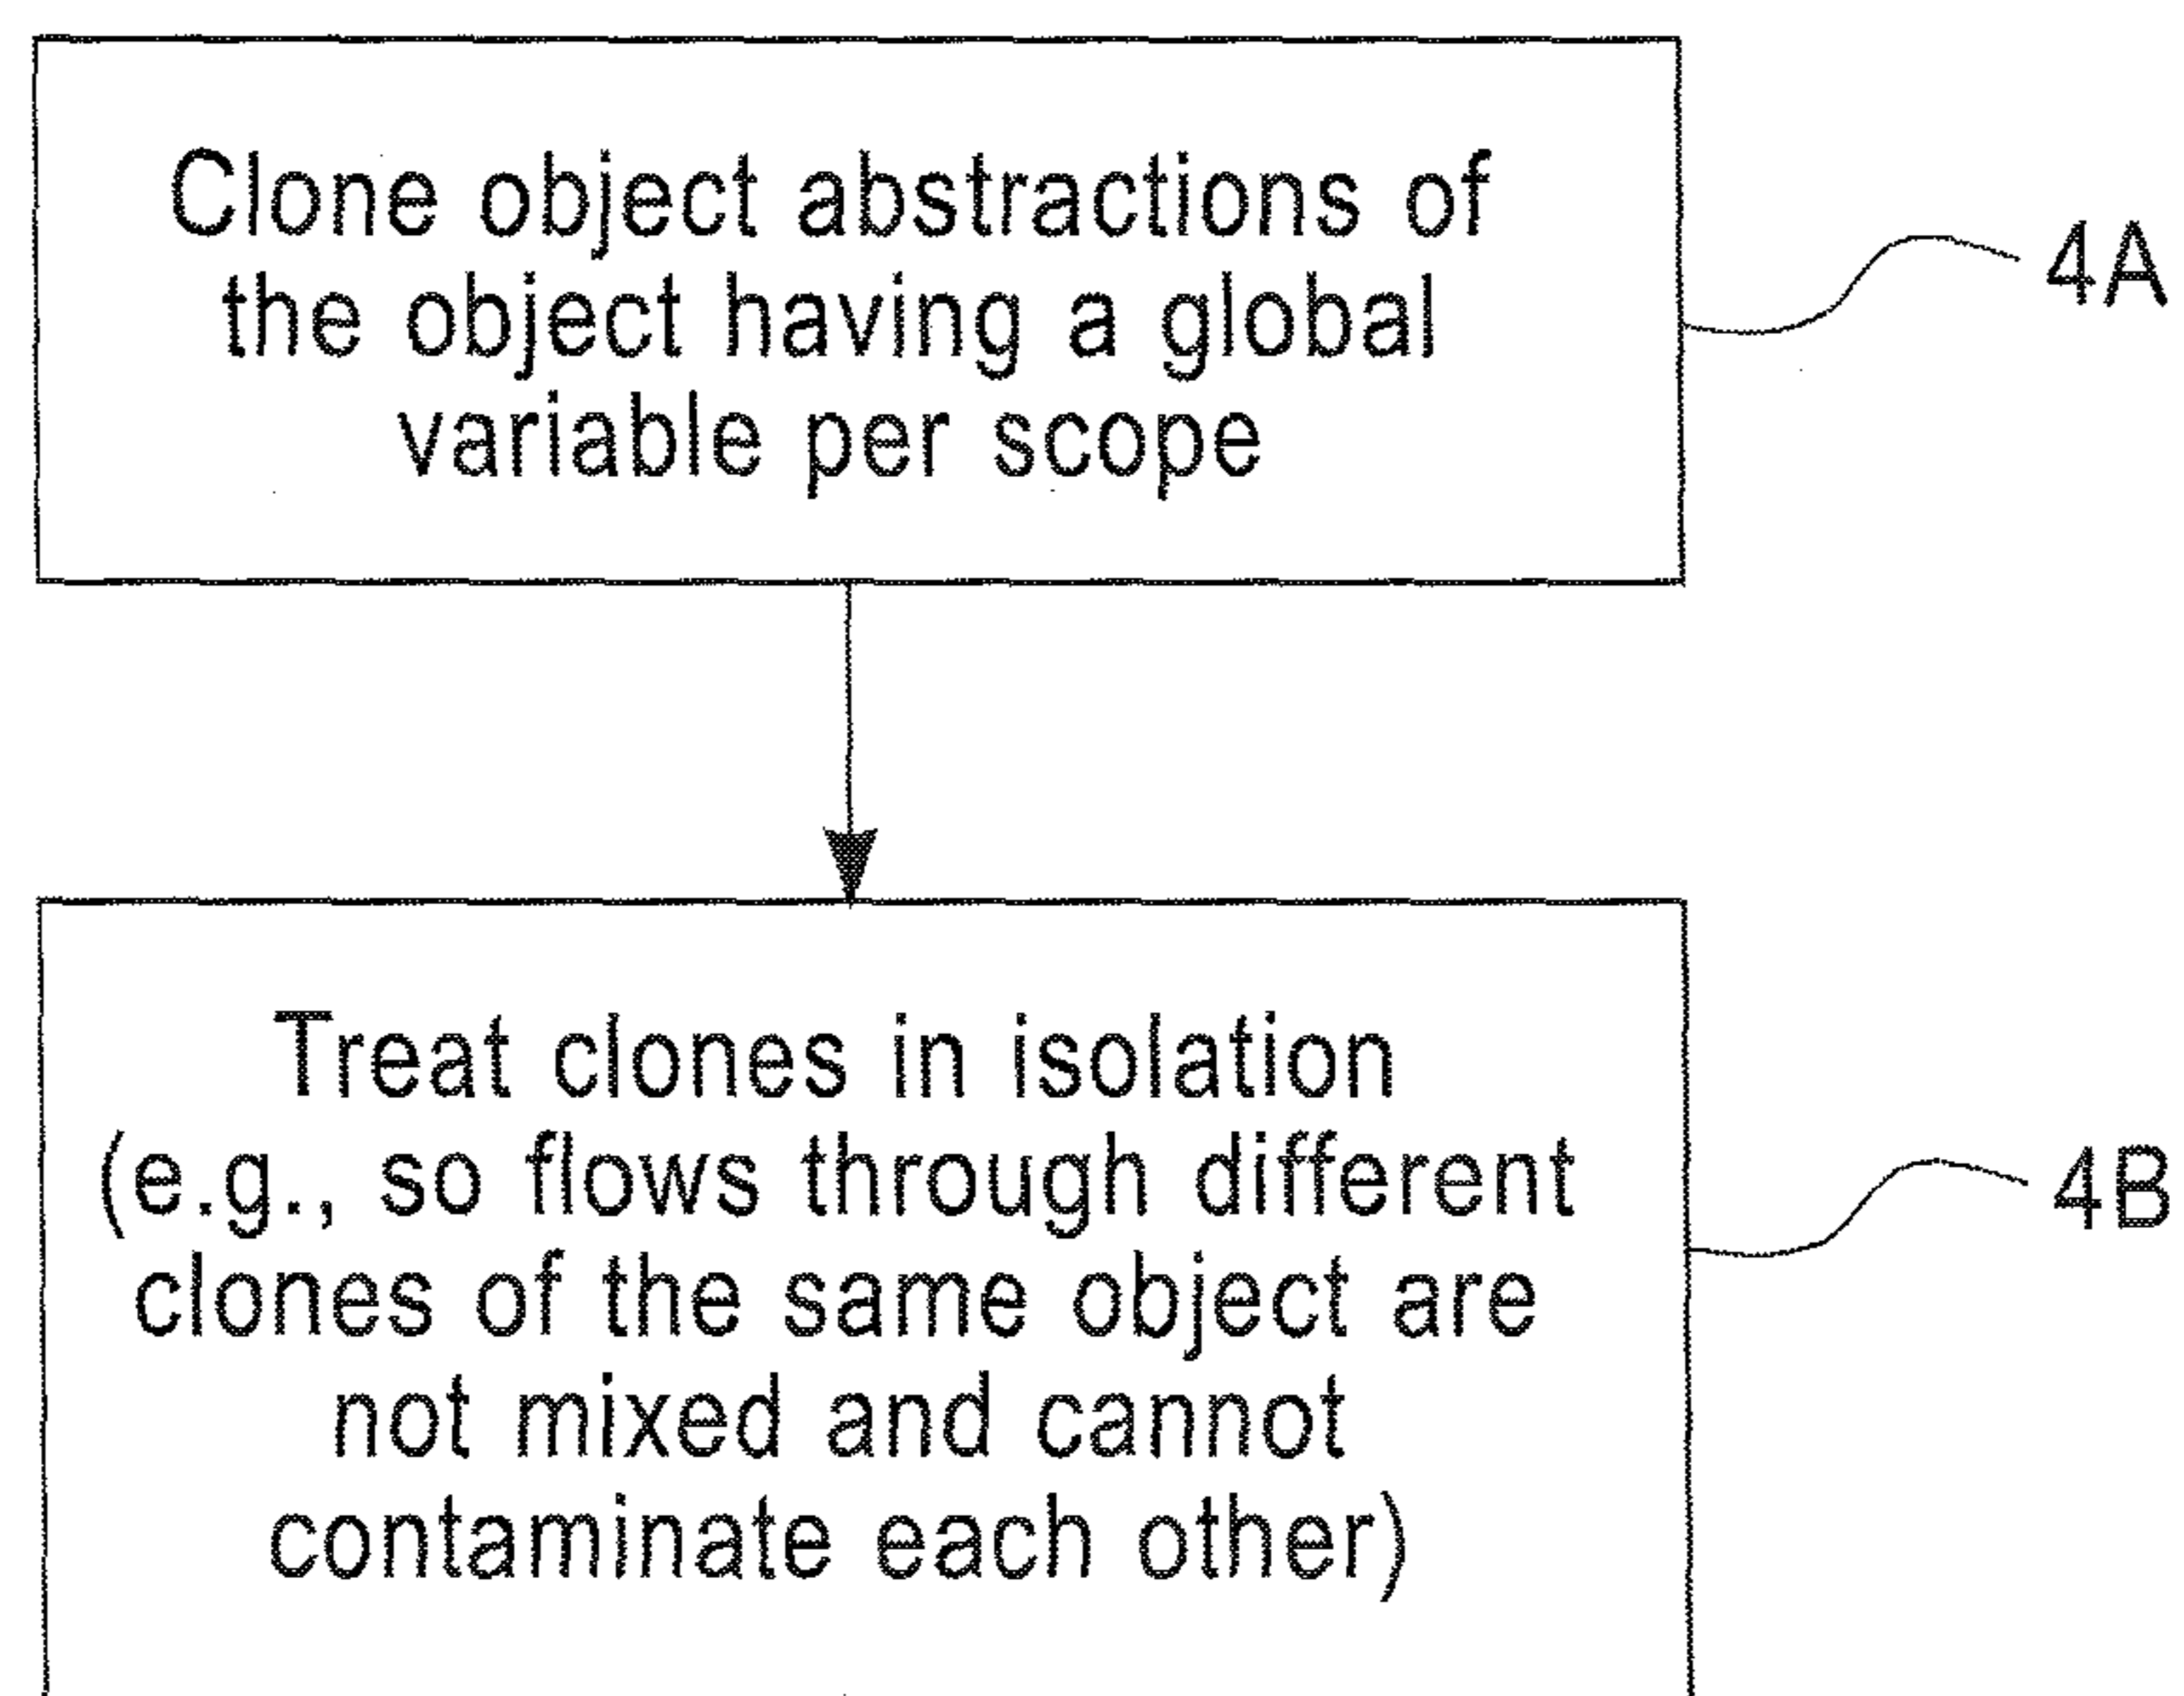 Clone object abstractions of
the object having a global
variable per scope
4A
Treat clones in isolation
(e.g., so flows through different
clones of the same object are
not mixed and cannot
contaminate each other)
4B